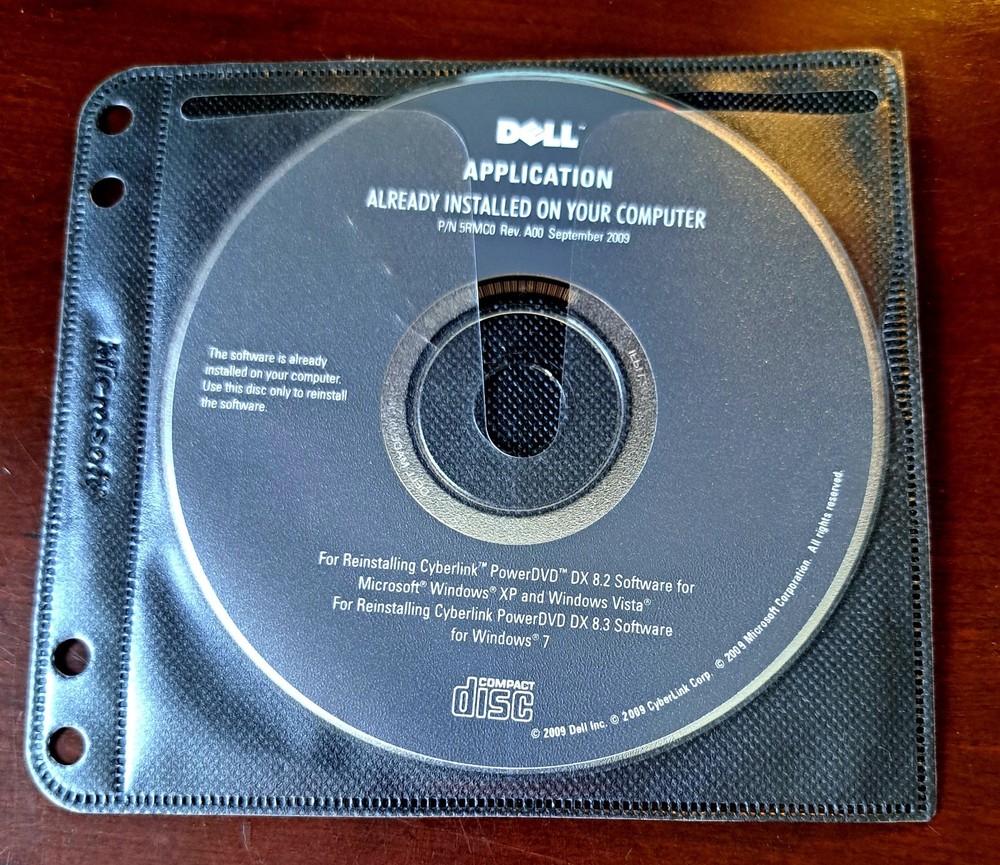 DELL™
APPLICATION
ALREADY INSTALLED ON YOUR COMPUTER
P/N 5RMC0 Rev. A00 September 2009
The software is already
installed on your computer.
Use this disc only to reinstall
the software.
Microsoft
For Reinstalling Cyberlink™ PowerDVD™ DX 8.2 Software for
Microsoft® Windows® XP and Windows Vista®
For Reinstalling Cyberlink PowerDVD DX 8.3 Software
for Windows® 7
COMPACT
disc
© 2009 Dell Inc. © 2009 CyberLink Corp. © 2009 Microsoft Corporation. All rights reserved.